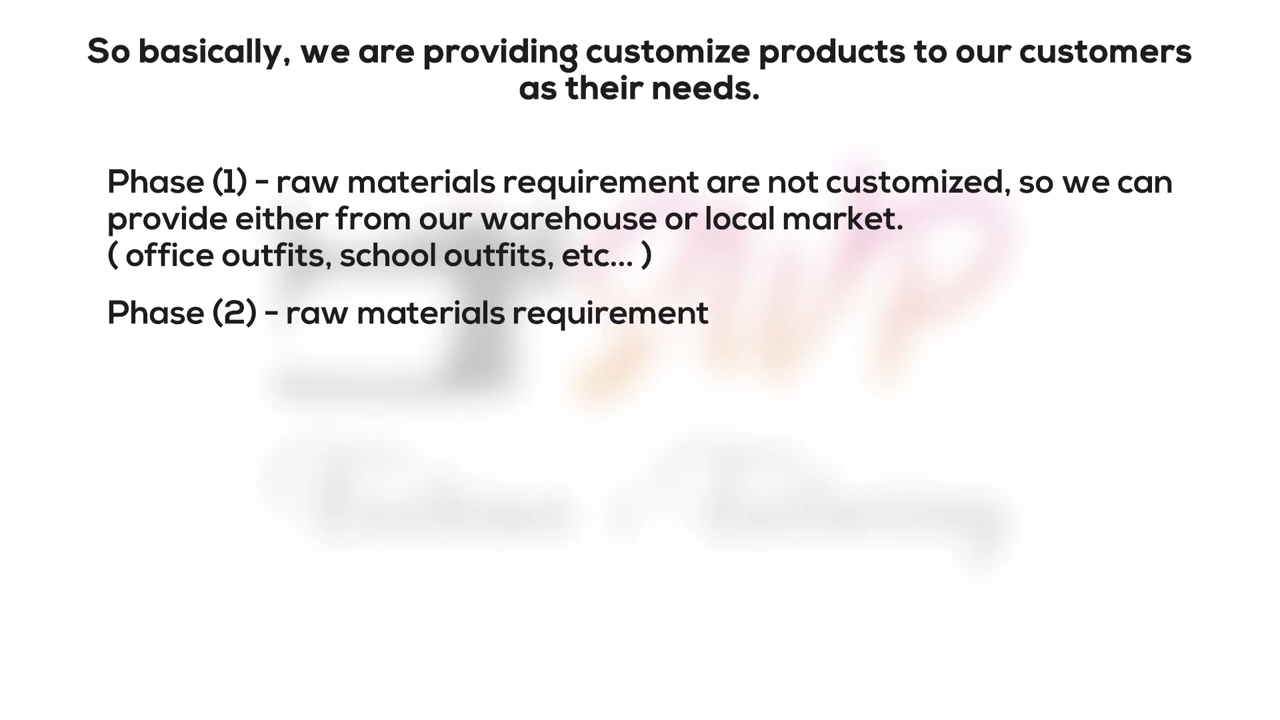 So basically, we are providing customize products to our customers
as their needs.
Phase (1) - raw materials requirement are not customized, so we can
provide either from our warehouse or local market.
( office outfits, school outfits, etc... )
Phase (2) - raw materials requirement